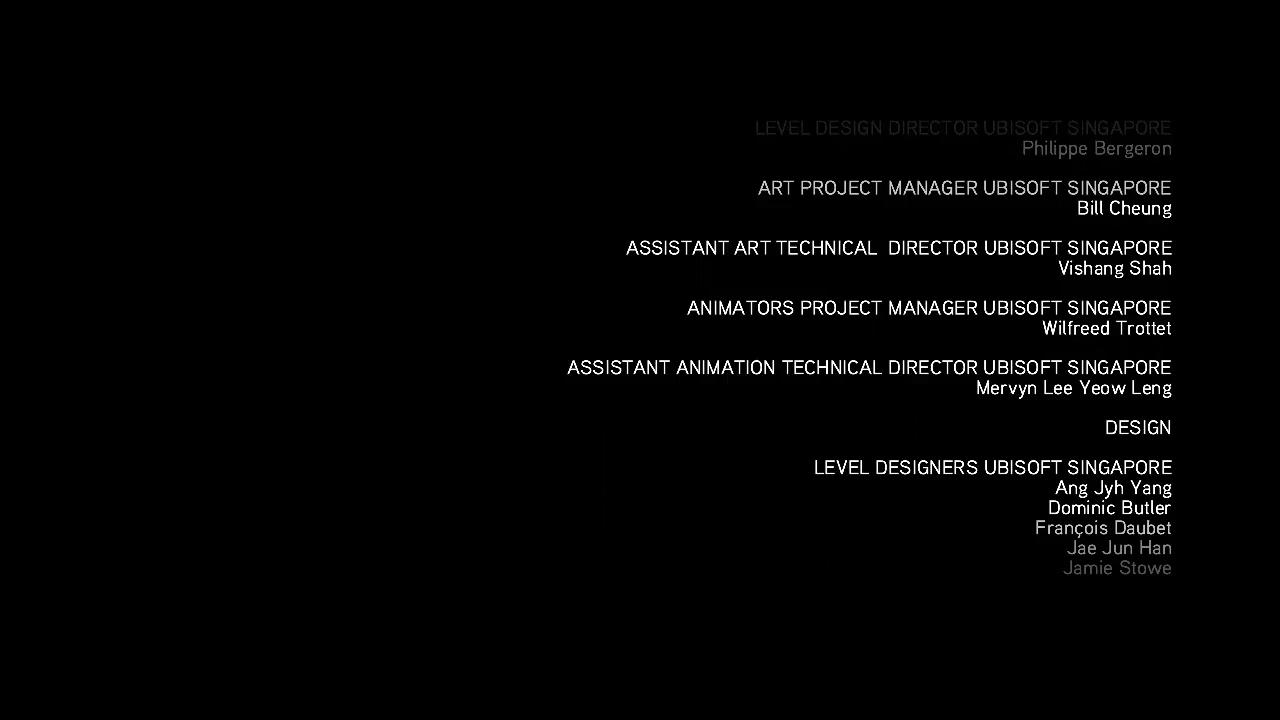 LEVEL DESIGN DIRECTOR UBISOFT SINGAPORE
Philippe Bergeron
ART PROJECT MANAGER UBISOFT SINGAPORE
Bill Cheung
ASSISTANT ART TECHNICAL  DIRECTOR UBISOFT SINGAPORE
Vishang Shah
ANIMATORS PROJECT MANAGER UBISOFT SINGAPORE
Wilfreed Trottet
ASSISTANT ANIMATION TECHNICAL DIRECTOR UBISOFT SINGAPORE
Mervyn Lee Yeow Leng
DESIGN
LEVEL DESIGNERS UBISOFT SINGAPORE
Ang Jyh Yang
Dominic Butler
François Daubet
Jae Jun Han
Jamie Stowe